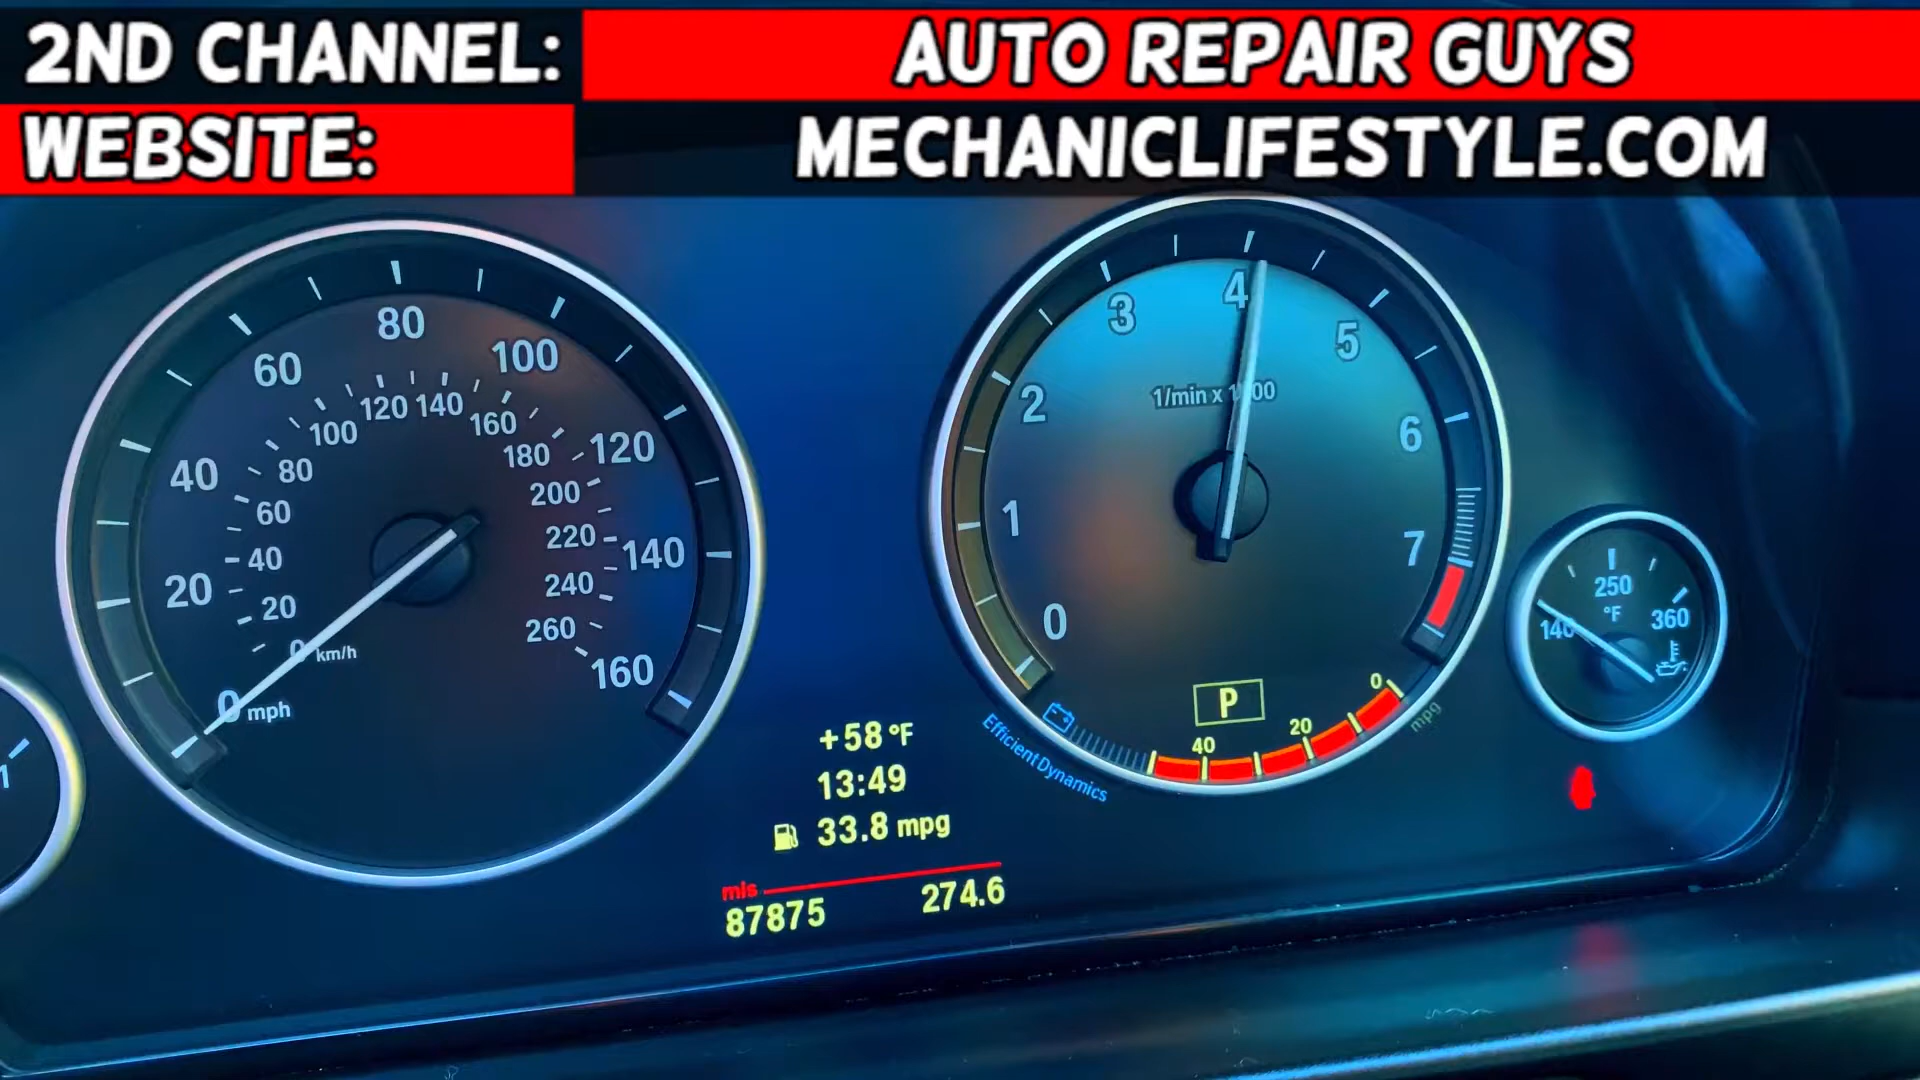 2ND CHANNEL: AUTO REPAIR GUYS
WEBSITE: MECHANICLIFESTYLE.COM
0 20 40 60 80 100 120 140 160
mph
0 20 40 60 80 100 120 140 160 180 200 220 240 260
km/h
+58 °F
13:49
33.8 mpg
mls
87875 274.6
0 1 2 3 4 5 6 7
1/min x
P
40 20 0
mpg
EfficientDynamics
140 250 360
°F
1